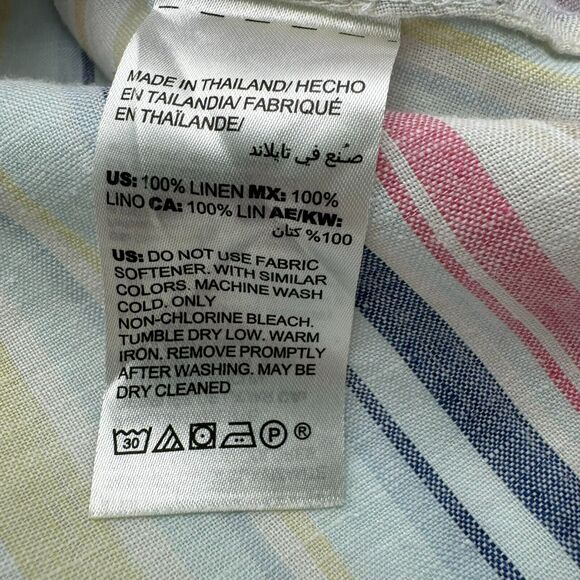 MADE IN THAILAND/ HECHO
EN TAILANDIA/ FABRIQUÉ
EN THAÏLANDE/
صُنع في تايلاند
US: 100% LINEN MX: 100%
LINO CA: 100% LIN AE/KW:
100% كتان
US: DO NOT USE FABRIC
SOFTENER. WITH SIMILAR
COLORS. MACHINE WASH
COLD. ONLY
NON-CHLORINE BLEACH.
TUMBLE DRY LOW. WARM
IRON. REMOVE PROMPTLY
AFTER WASHING. MAY BE
DRY CLEANED
30 P ®